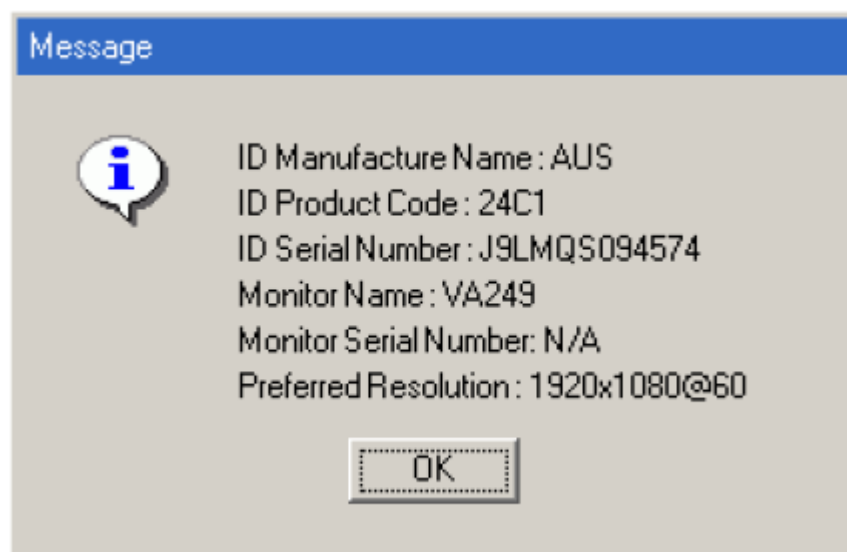 Message
ID Manufacture Name : AUS
ID Product Code : 24C1
ID Serial Number : J9LMQS094574
Monitor Name : VA249
Monitor Serial Number: N/A
Preferred Resolution : 1920x1080@60
OK